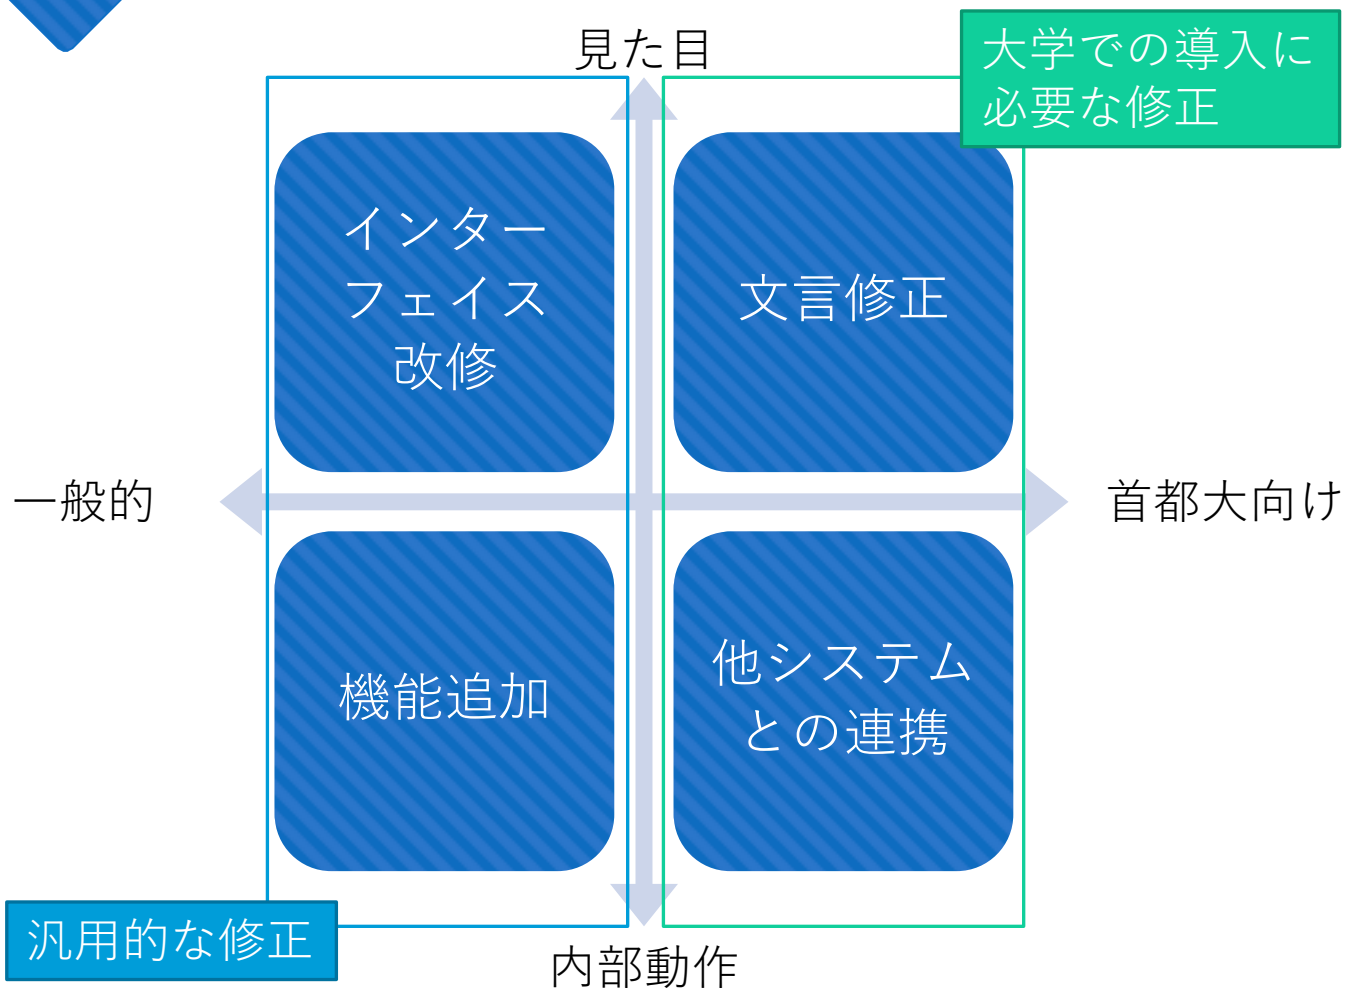 見た目
大学での導入に
必要な修正
インター
フェイス
改修
文言修正
一般的
首都大向け
機能追加
他システム
との連携
汎用的な修正
内部動作